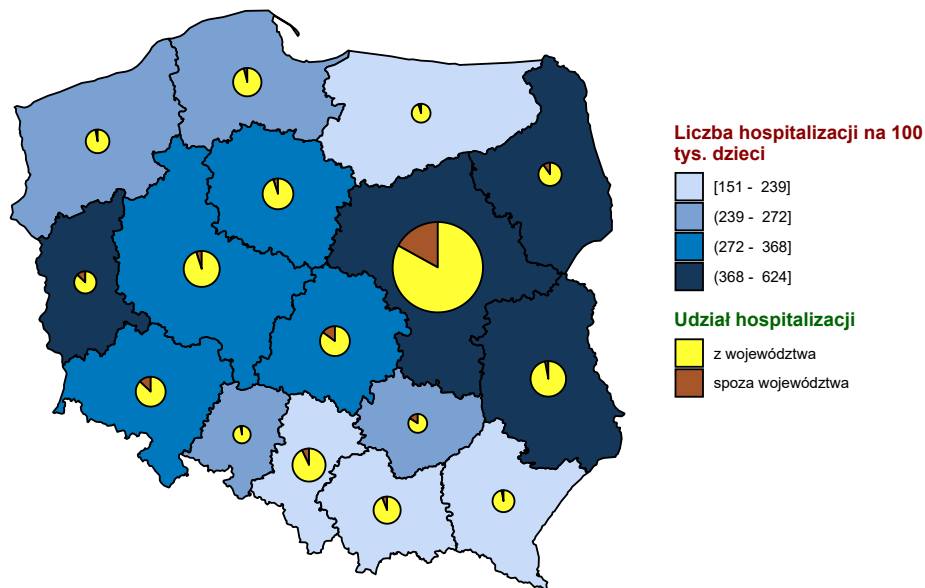 Liczba hospitalizacji na 100
tys. dzieci
[151 - 239]
(239 - 272]
(272 - 368]
(368 - 624]
Udział hospitalizacji
z województwa
spoza województwa